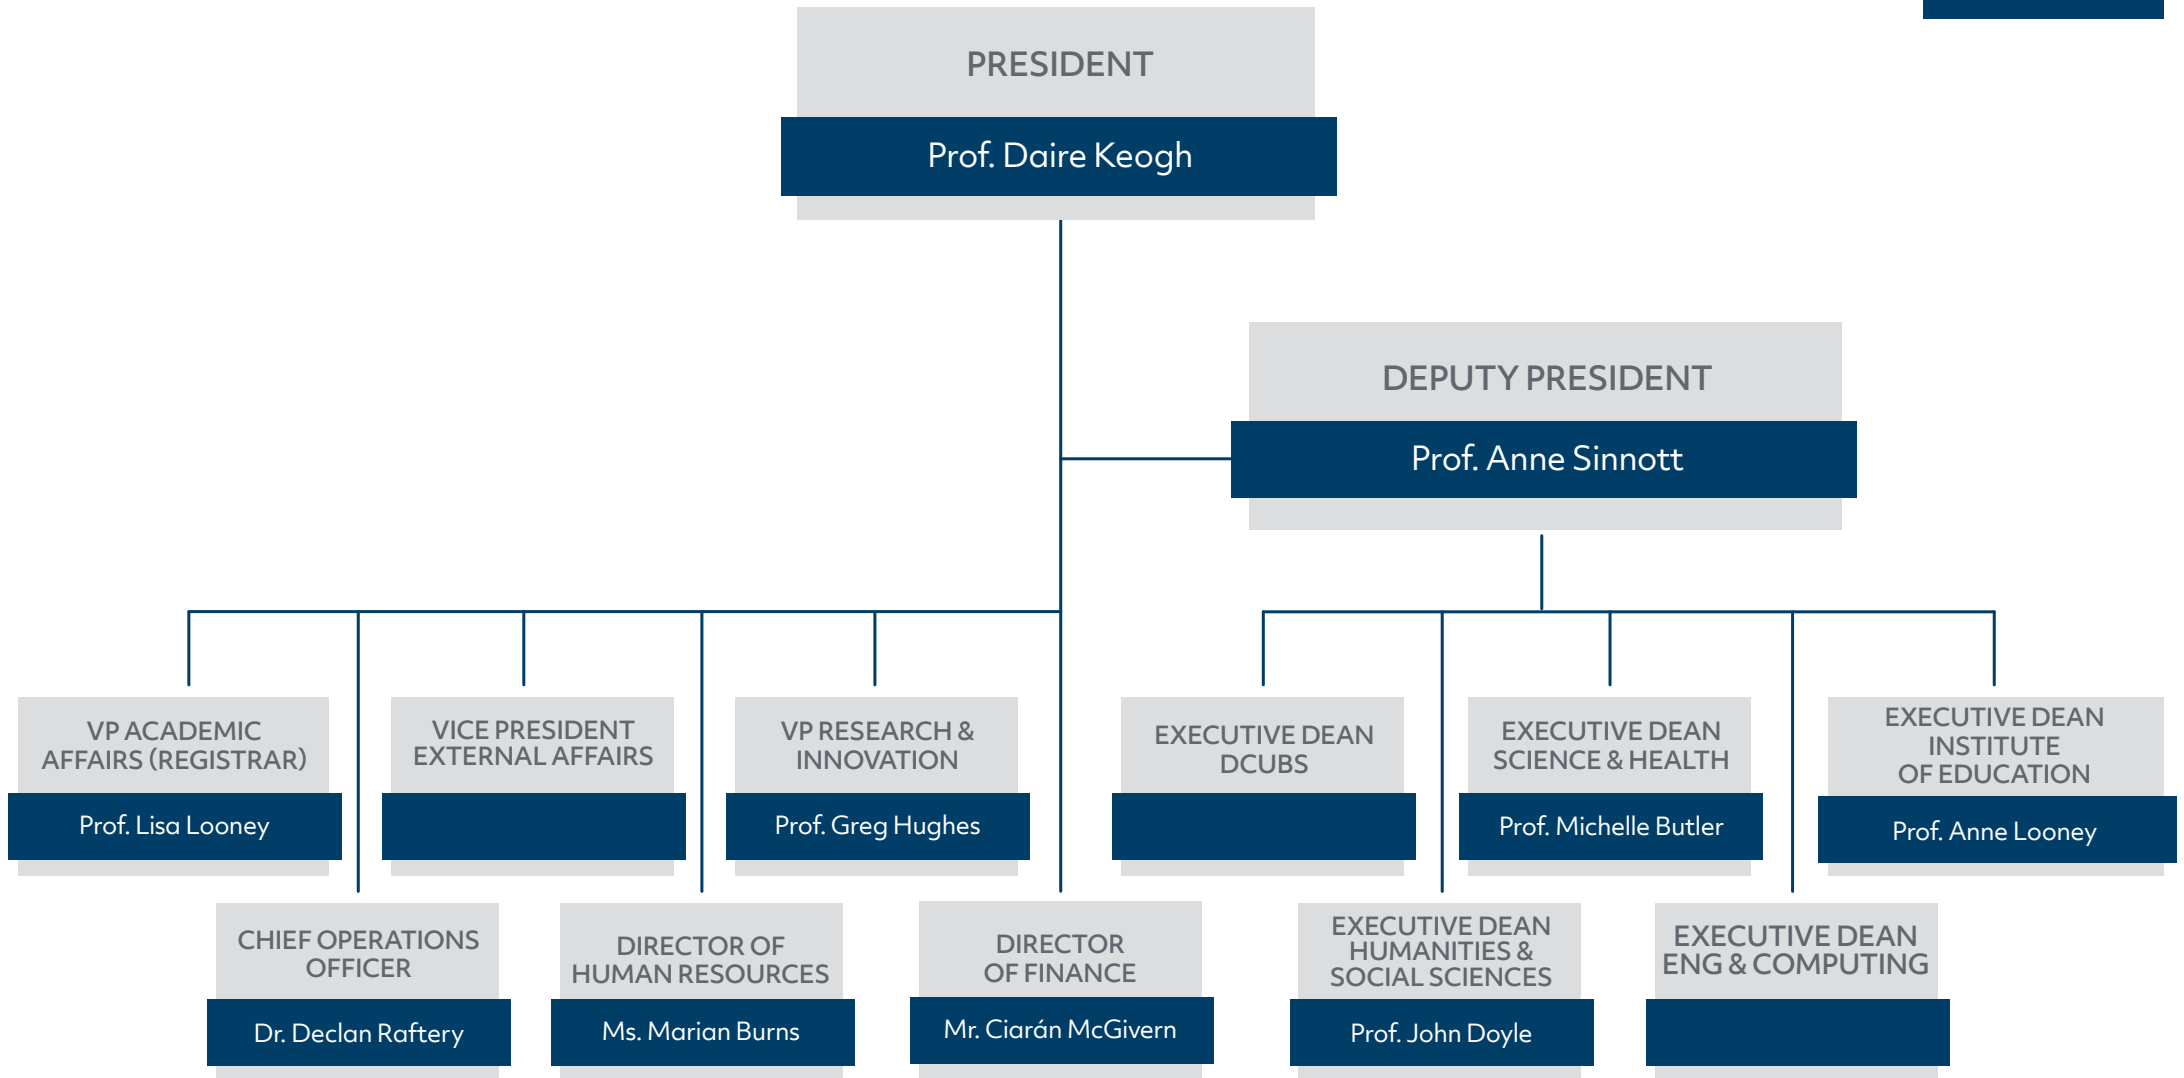 PRESIDENT
Prof. Daire Keogh
DEPUTY PRESIDENT
Prof. Anne Sinnott
VP ACADEMIC
AFFAIRS (REGISTRAR)
Prof. Lisa Looney
VICE PRESIDENT
EXTERNAL AFFAIRS
VP RESEARCH &
INNOVATION
Prof. Greg Hughes
EXECUTIVE DEAN
DCUBS
EXECUTIVE DEAN
SCIENCE & HEALTH
Prof. Michelle Butler
EXECUTIVE DEAN
INSTITUTE
OF EDUCATION
Prof. Anne Looney
CHIEF OPERATIONS
OFFICER
Dr. Declan Raftery
DIRECTOR OF
HUMAN RESOURCES
Ms. Marian Burns
DIRECTOR
OF FINANCE
Mr. Ciarán McGivern
EXECUTIVE DEAN
HUMANITIES &
SOCIAL SCIENCES
Prof. John Doyle
EXECUTIVE DEAN
ENG & COMPUTING